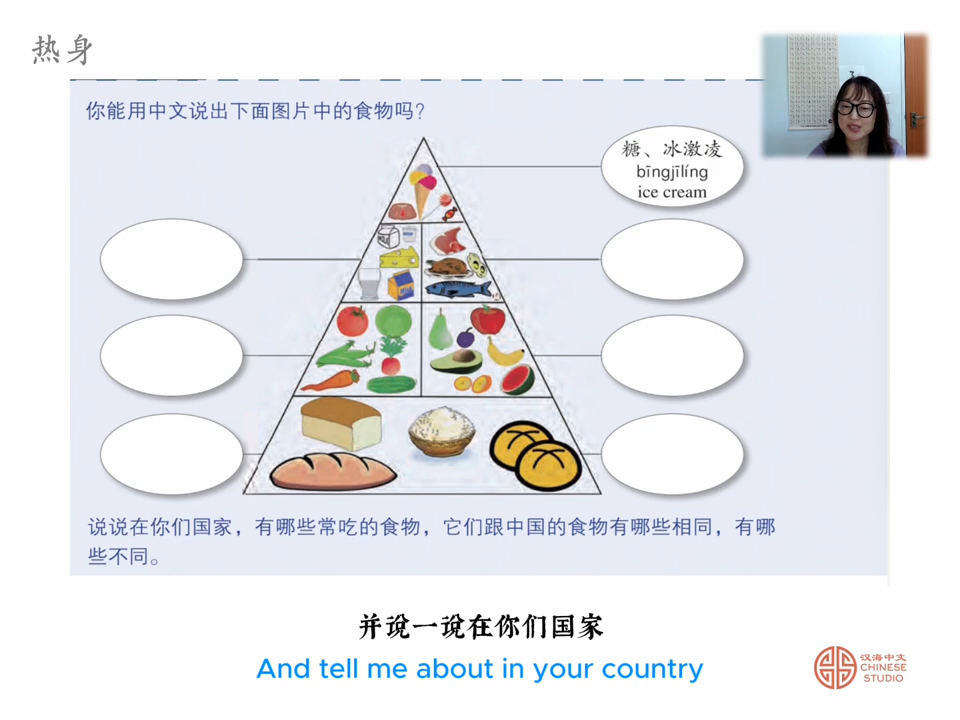 热身
你能用中文说出下面图片中的食物吗？
糖、冰激凌
bīngjīlíng
ice cream
说说在你们国家，有哪些常吃的食物，它们跟中国的食物有哪些相同，有哪
些不同。
并说一说在你们国家
And tell me about in your country
汉海中文
CHINESE
STUDIO